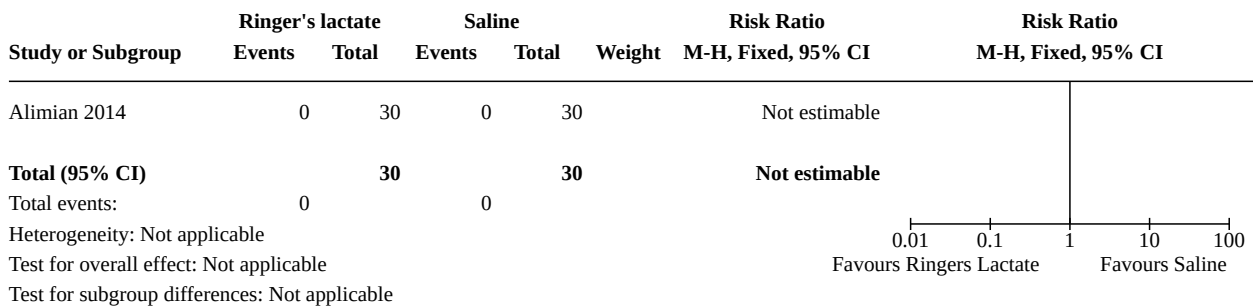 Ringer's lactate Saline Risk Ratio Risk Ratio
Study or Subgroup Events Total Events Total Weight M-H, Fixed, 95% CI M-H, Fixed, 95% CI
Alimian 2014 0 30 0 30 Not estimable
Total (95% CI) 30 30 Not estimable
Total events: 0 0
Heterogeneity: Not applicable
0.01 0.1 1 10 100
Test for overall effect: Not applicable
Favours Ringers Lactate Favours Saline
Test for subgroup differences: Not applicable